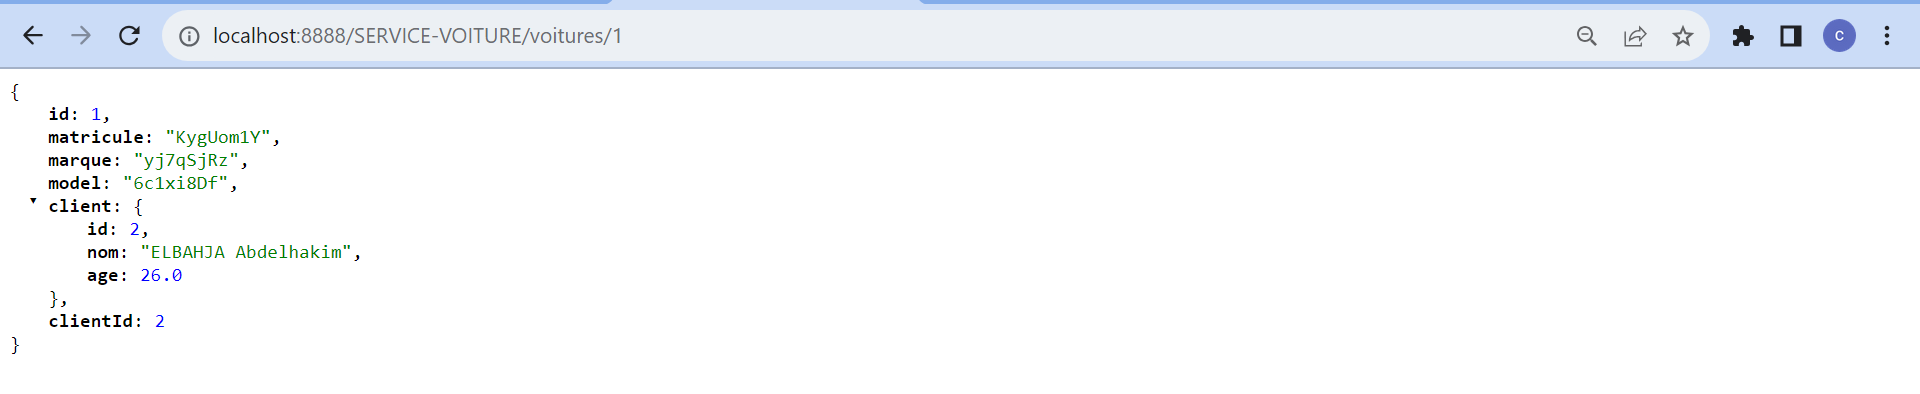 localhost:8888/SERVICE-VOITURE/voitures/1
C
{
id: 1,
matricule: "KygUom1Y",
marque: "yj7qSjRz",
model: "6c1xi8Df",
client: {
id: 2,
nom: "ELBAHJA Abdelhakim",
age: 26.0
},
clientId: 2
}